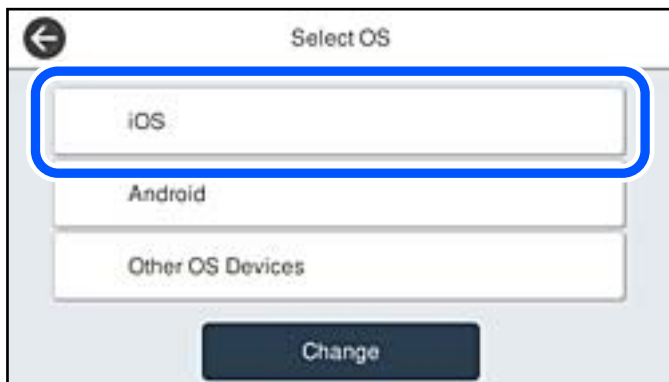 Select OS
iOS
Android
Other OS Devices
Change